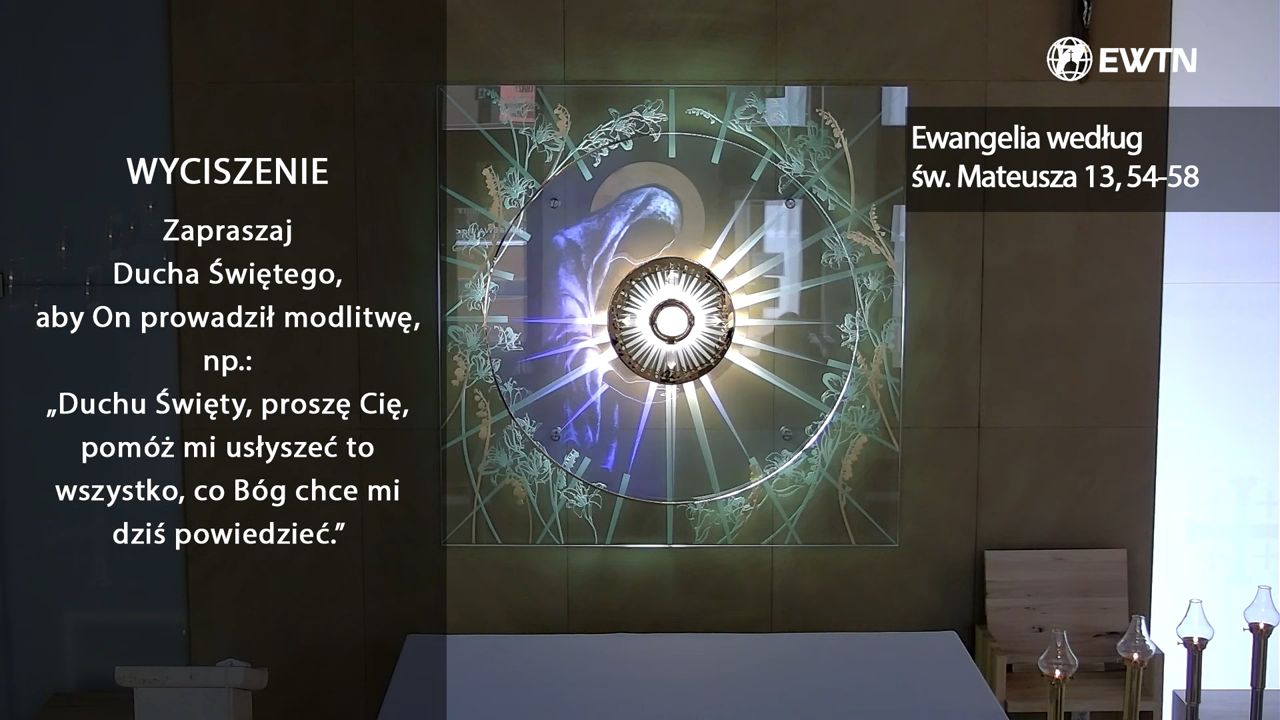 WYCISZENIE
Zapraszaj
Ducha Świętego,
aby On prowadził modlitwę,
np.:
„Duchu Święty, proszę Cię,
pomóż mi usłyszeć to
wszystko, co Bóg chce mi
dziś powiedzieć.”
EWTN
Ewangelia według
św. Mateusza 13, 54-58